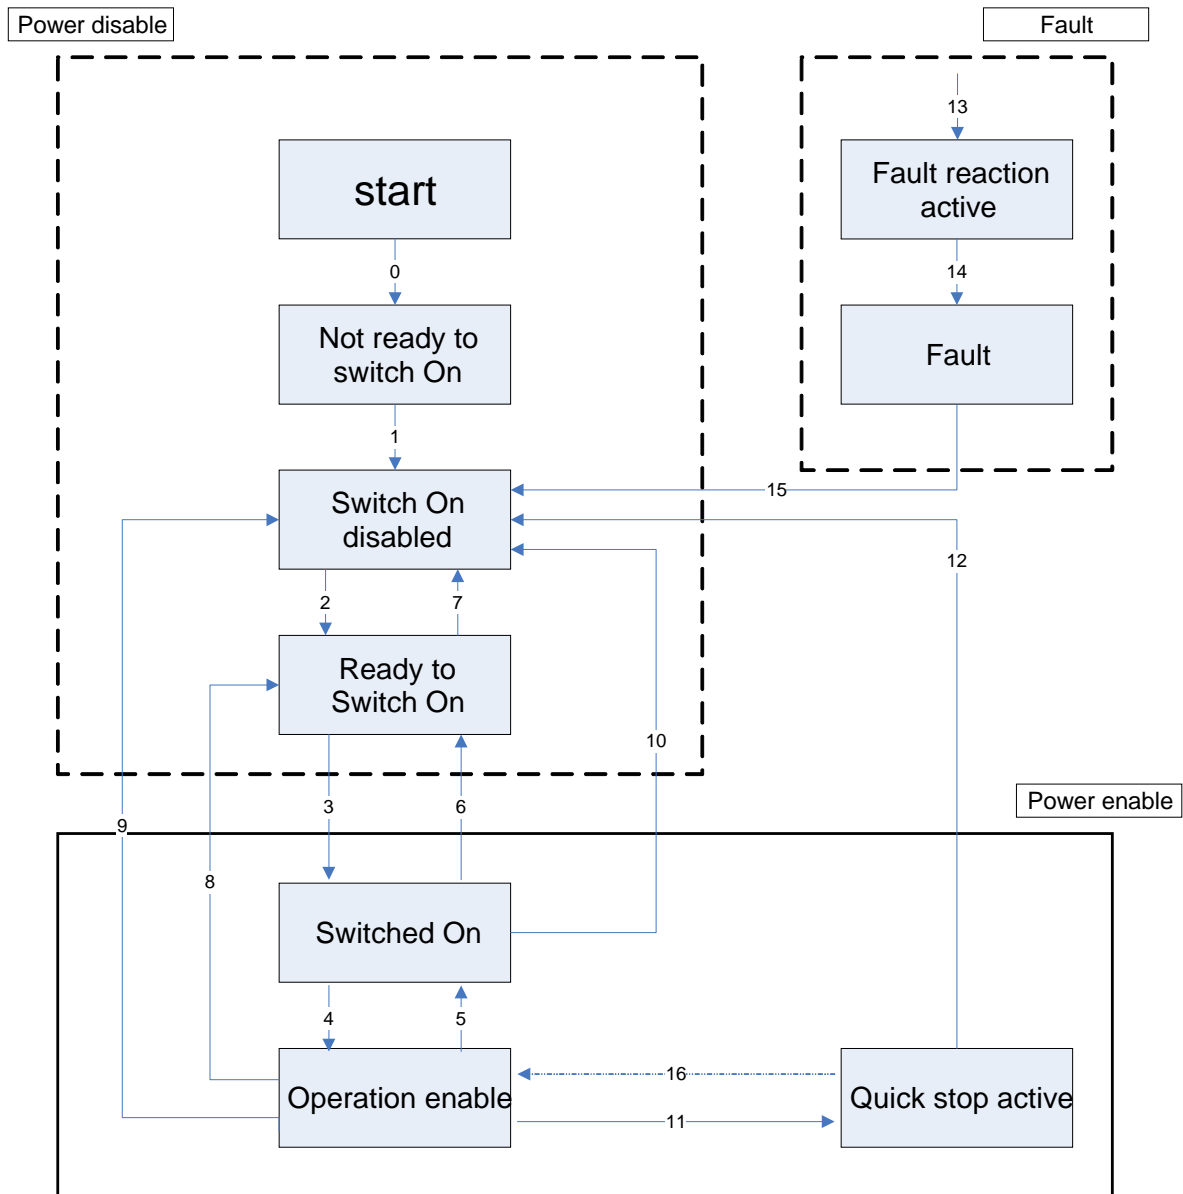 Power disable
Fault
13
start
Fault reaction
active
0
14
Not ready to
switch On
Fault
1
Switch On
disabled
15
12
2
7
Ready to
Switch On
10
3
6
Power enable
9
8
Switched On
4
5
16
Operation enable
Quick stop active
11